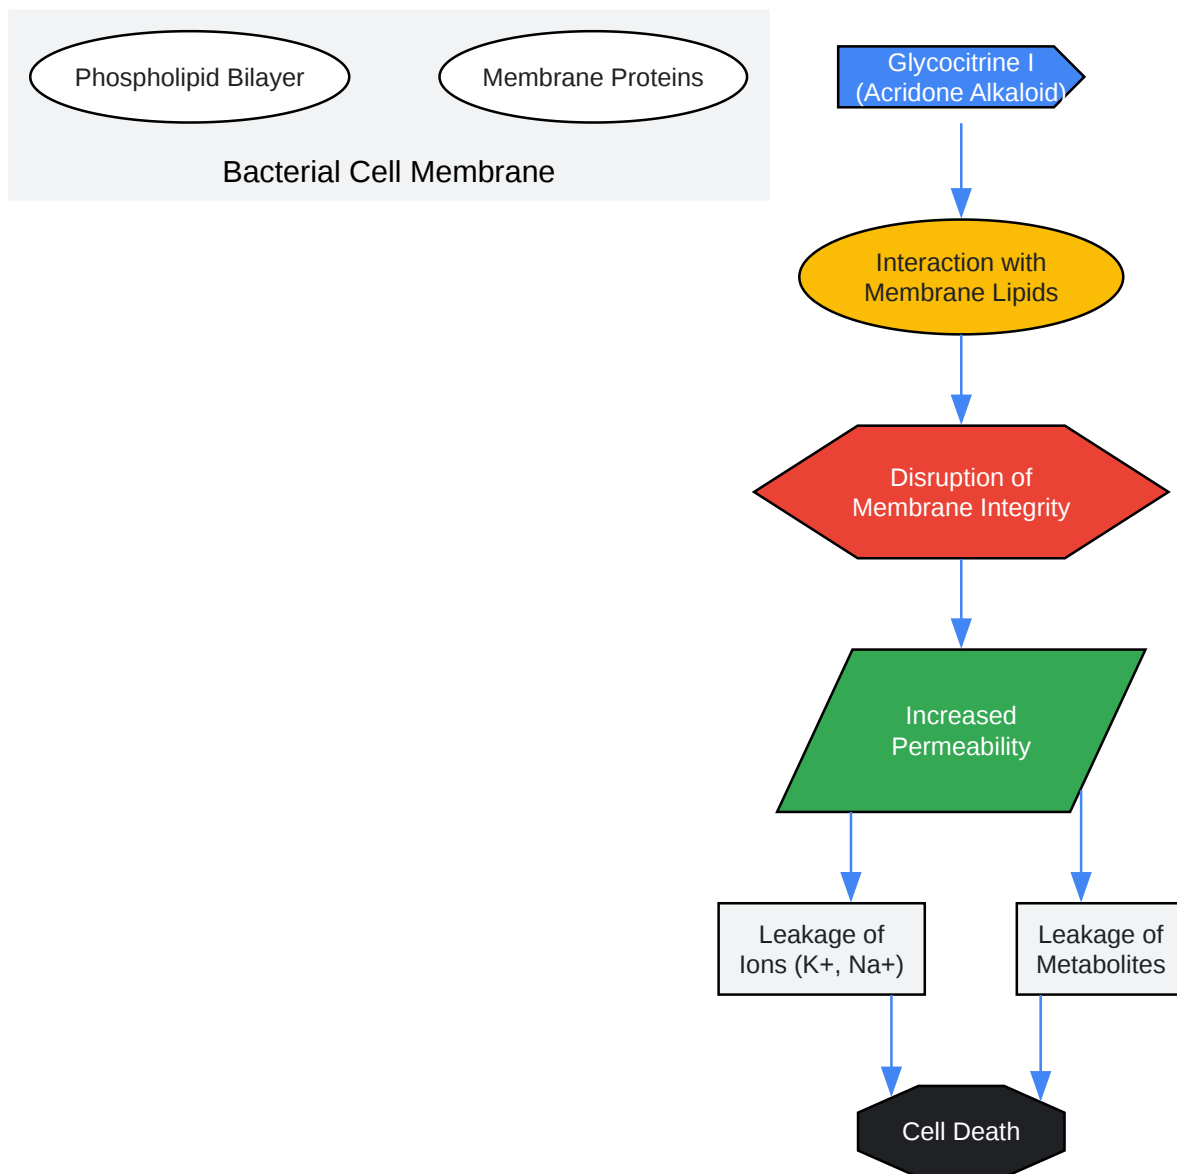 Phospholipid Bilayer
Membrane Proteins
Bacterial Cell Membrane
Glycocitrine I
(Acridone Alkaloid)
Interaction with
Membrane Lipids
Disruption of
Membrane Integrity
Increased
Permeability
Leakage of
Ions (K+, Na+)
Leakage of
Metabolites
Cell Death